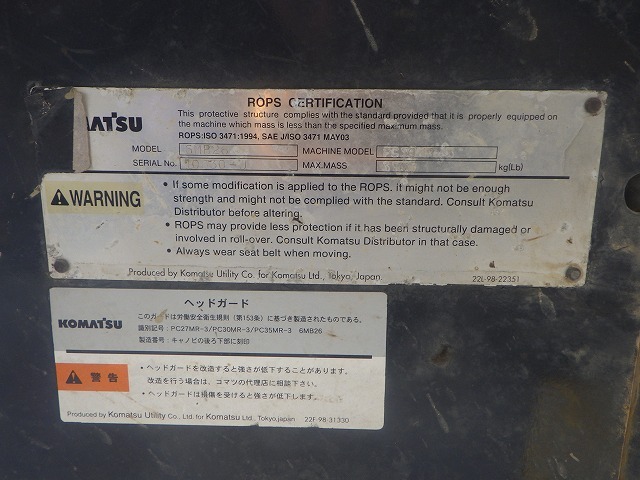 ROPS CERTIFICATION
ATSU
This protective structure complies with the standard provided that it is properly equipped on
the machine which mass is less than the specified maximum mass.
ROPS:ISO 3471:1994, SAE J/ISO 3471 MAY03
MODEL MACHINE MODEL
SERIAL No. MAX.MASS kg(Lb)
WARNING
• If some modification is applied to the ROPS, it might not be enough
strength and might not be complied with the standard. Consult Komatsu
Distributor before altering.
• ROPS may provide less protection if it has been structurally damaged or
involved in roll-over. Consult Komatsu Distributor in that case.
• Always wear seat belt when moving.
Produced by Komatsu Utility Co. for Komatsu Ltd., Tokyo, Japan. 22L-98-22351
ヘッドガード
KOMATSU
このガードは労働安全衛生規則(第153条)に基づき製造されたものである。
識別記号:PC27MR-3/PC30MR-3/PC35MR-3 6MB26
製造番号:キャノピの後ろ下部に刻印
警告
・ヘッドガードを改造すると強さが低下することがあります。
改造を行う場合は、コマツの代理店に相談下さい。
・ヘッドガードは損傷を受けると強さが低下します。
Produced by Komatsu Utility Co., Ltd. for Komatsu Ltd., Tokyo,japan 22F-98-31330